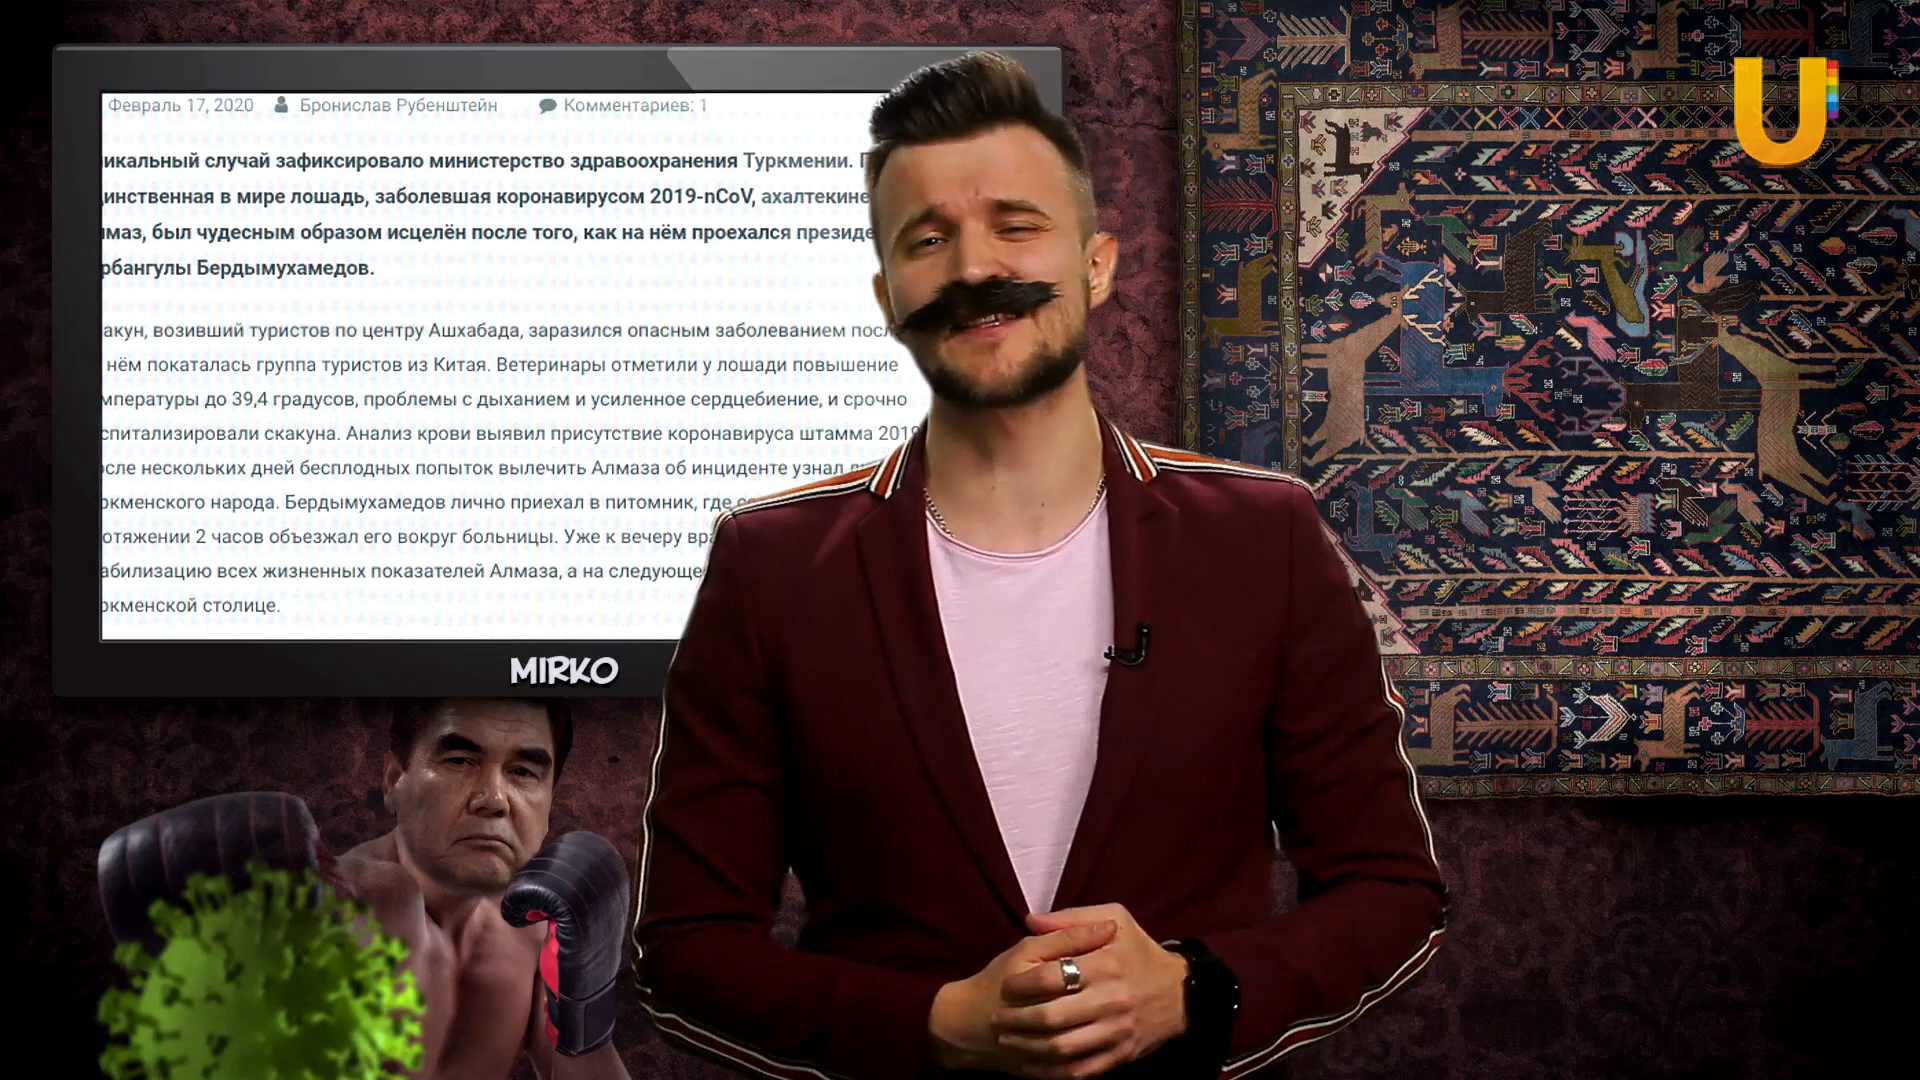 Февраль 17, 2020 Бронислав Рубенштейн Комментариев: 1
икальный случай зафиксировало министерство здравоохранения Туркмении.
инственная в мире лошадь, заболевшая коронавирусом 2019-nCoV, ахалтекине
маз, был чудесным образом исцелён после того, как на нём проехался президе
рбангулы Бердымухамедов.
акун, возивший туристов по центру Ашхабада, заразился опасным заболеванием посл
нём покаталась группа туристов из Китая. Ветеринары отметили у лошади повышение
мпературы до 39,4 градусов, проблемы с дыханием и усиленное сердцебиение, и срочно
спитализировали скакуна. Анализ крови выявил присутствие коронавируса штамма 2019
осле нескольких дней бесплодных попыток вылечить Алмаза об инциденте узнал
ркменского народа. Бердымухамедов лично приехал в питомник, где
отяжении 2 часов объезжал его вокруг больницы. Уже к вечеру вра
абилизацию всех жизненных показателей Алмаза, а на следующе
ркменской столице.
MIRKO
U